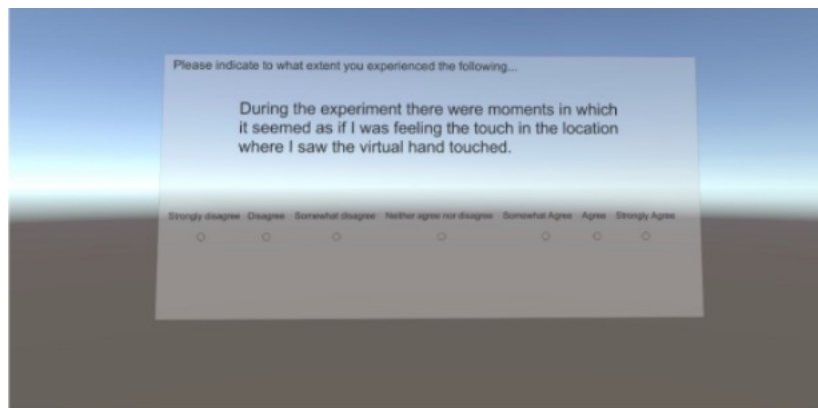 Please indicate to what extent you experienced the following...
During the experiment there were moments in which
it seemed as if I was feeling the touch in the location
where I saw the virtual hand touched.
Strongly disagree Disagree Somewhat disagree Neither agree nor disagree Somewhat Agree Agree Strongly Agree